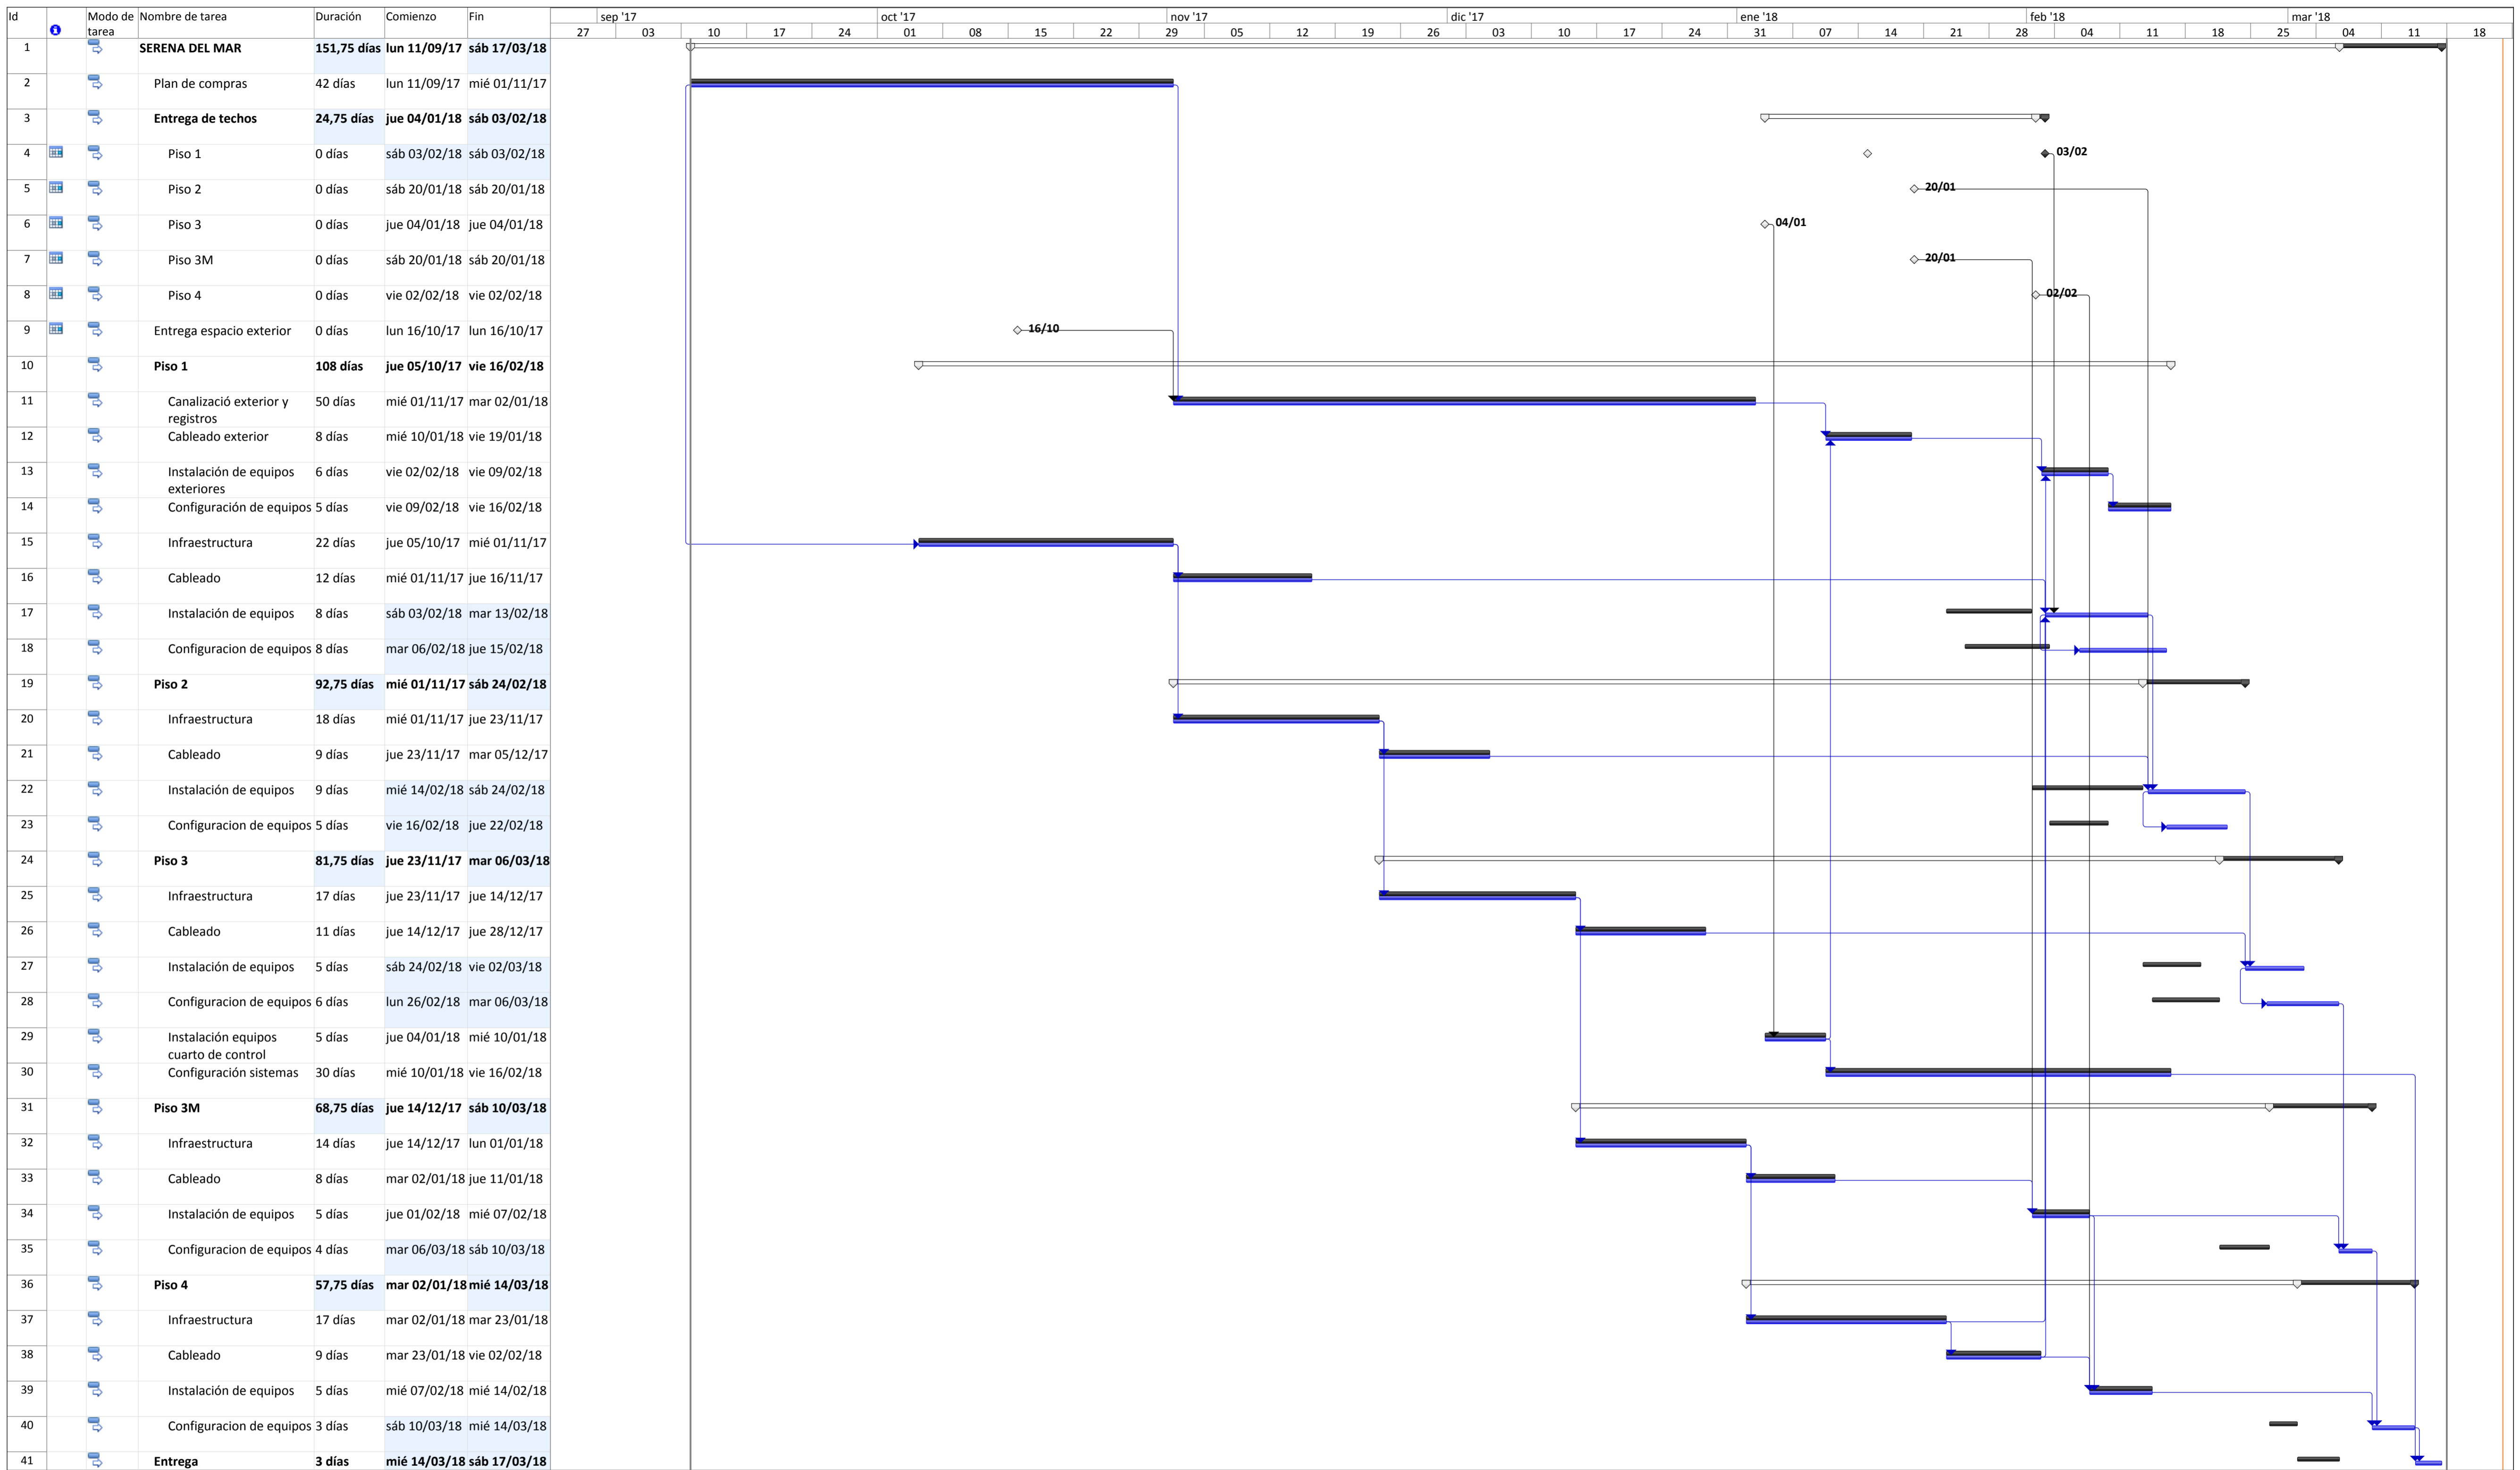 Id Modo de tarea Nombre de tarea Duración Comienzo Fin sep '17 oct '17 nov '17 dic '17 ene '18 feb '18 mar '18
27 03 10 17 24 01 08 15 22 29 05 12 19 26 03 10 17 24 31 07 14 21 28 04 11 18 25 04 11 18
1 SERENA DEL MAR 151,75 días lun 11/09/17 sáb 17/03/18
2 Plan de compras 42 días lun 11/09/17 mié 01/11/17
3 Entrega de techos 24,75 días jue 04/01/18 sáb 03/02/18
4 Piso 1 0 días sáb 03/02/18 sáb 03/02/18 03/02
5 Piso 2 0 días sáb 20/01/18 sáb 20/01/18 20/01
6 Piso 3 0 días jue 04/01/18 jue 04/01/18 04/01
7 Piso 3M 0 días sáb 20/01/18 sáb 20/01/18 20/01
8 Piso 4 0 días vie 02/02/18 vie 02/02/18 02/02
9 Entrega espacio exterior 0 días lun 16/10/17 lun 16/10/17 16/10
10 Piso 1 108 días jue 05/10/17 vie 16/02/18
11 Canalizació exterior y 50 días mié 01/11/17 mar 02/01/18
registros
12 Cableado exterior 8 días mié 10/01/18 vie 19/01/18
13 Instalación de equipos 6 días vie 02/02/18 vie 09/02/18
exteriores
14 Configuración de equipos 5 días vie 09/02/18 vie 16/02/18
15 Infraestructura 22 días jue 05/10/17 mié 01/11/17
16 Cableado 12 días mié 01/11/17 jue 16/11/17
17 Instalación de equipos 8 días sáb 03/02/18 mar 13/02/18
18 Configuracion de equipos 8 días mar 06/02/18 jue 15/02/18
19 Piso 2 92,75 días mié 01/11/17 sáb 24/02/18
20 Infraestructura 18 días mié 01/11/17 jue 23/11/17
21 Cableado 9 días jue 23/11/17 mar 05/12/17
22 Instalación de equipos 9 días mié 14/02/18 sáb 24/02/18
23 Configuracion de equipos 5 días vie 16/02/18 jue 22/02/18
24 Piso 3 81,75 días jue 23/11/17 mar 06/03/18
25 Infraestructura 17 días jue 23/11/17 jue 14/12/17
26 Cableado 11 días jue 14/12/17 jue 28/12/17
27 Instalación de equipos 5 días sáb 24/02/18 vie 02/03/18
28 Configuracion de equipos 6 días lun 26/02/18 mar 06/03/18
29 Instalación equipos 5 días jue 04/01/18 mié 10/01/18
cuarto de control
30 Configuración sistemas 30 días mié 10/01/18 vie 16/02/18
31 Piso 3M 68,75 días jue 14/12/17 sáb 10/03/18
32 Infraestructura 14 días jue 14/12/17 lun 01/01/18
33 Cableado 8 días mar 02/01/18 jue 11/01/18
34 Instalación de equipos 5 días jue 01/02/18 mié 07/02/18
35 Configuracion de equipos 4 días mar 06/03/18 sáb 10/03/18
36 Piso 4 57,75 días mar 02/01/18 mié 14/03/18
37 Infraestructura 17 días mar 02/01/18 mar 23/01/18
38 Cableado 9 días mar 23/01/18 vie 02/02/18
39 Instalación de equipos 5 días mié 07/02/18 mié 14/02/18
40 Configuracion de equipos 3 días sáb 10/03/18 mié 14/03/18
41 Entrega 3 días mié 14/03/18 sáb 17/03/18